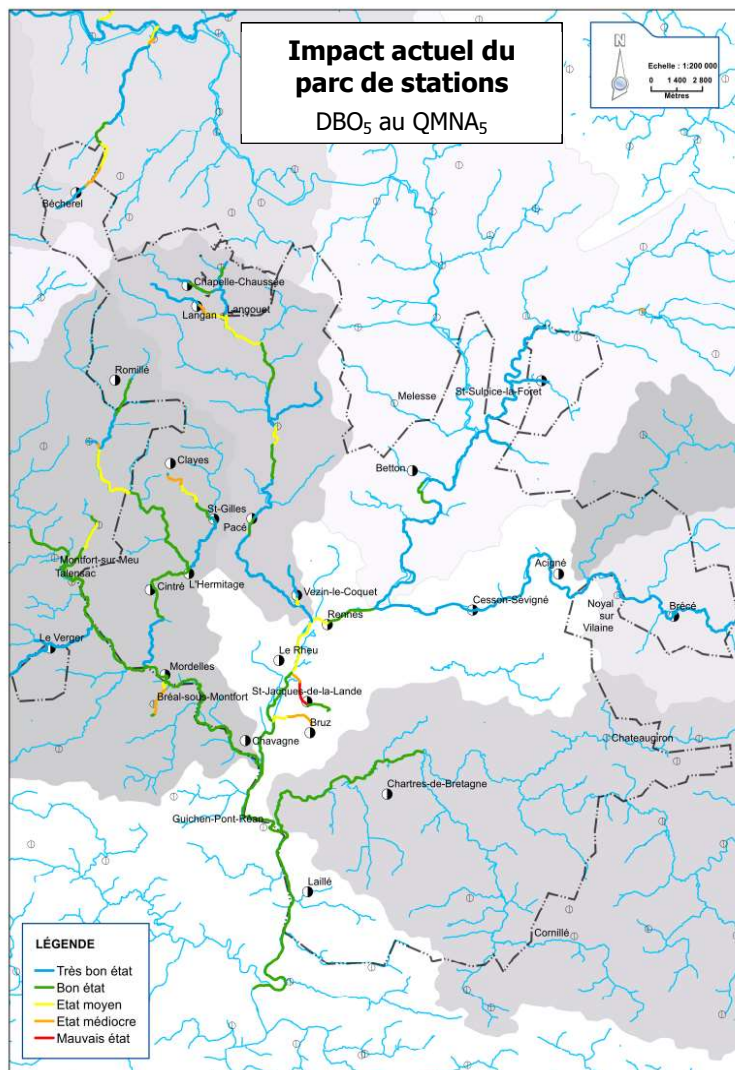 Impact actuel du
parc de stations
DBO₅ au QMNA₅
N
Echelle : 1:200 000
0 1 400 2 800
Mètres
Bécherel
Chapelle-Chaussée
Langan
Langouet
Romillé
Melesse
St-Sulpice-la-Foret
Clayes
Betton
St-Gilles
Pacé
Montfort-sur-Meu
Talensac
L'Hermitage
Cintré
Acigné
Vezin-le-Coquet
Cesson-Sévigné
Noyal
sur
Vilaine
Brécé
Rennes
Le Verger
Le Rheu
Mordelles
St-Jacques-de-la-Lande
Bréal-sous-Montfort
Bruz
Chavagne
Chateaugiron
Chartres-de-Bretagne
Guichen-Pont-Réan
Laillé
Cornillé
LÉGENDE
Très bon état
Bon état
Etat moyen
Etat médiocre
Mauvais état